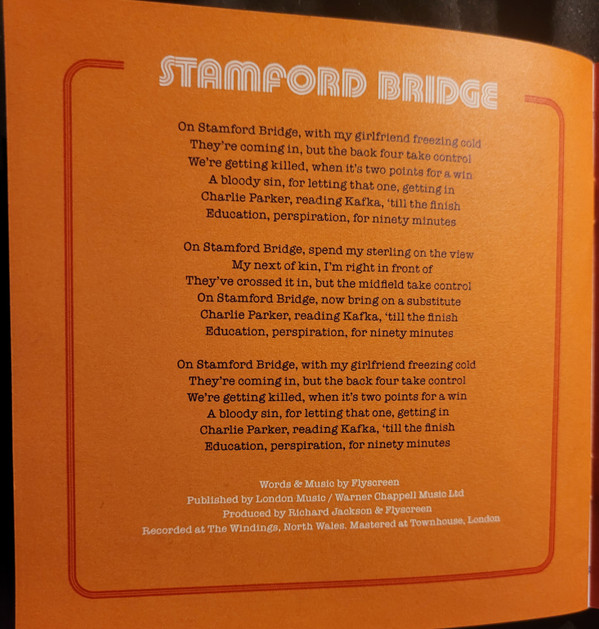 STAMFORD BRIDGE
On Stamford Bridge, with my girlfriend freezing cold
They're coming in, but the back four take control
We're getting killed, when it's two points for a win
A bloody sin, for letting that one, getting in
Charlie Parker, reading Kafka, 'till the finish
Education, perspiration, for ninety minutes
On Stamford Bridge, spend my sterling on the view
My next of kin, I'm right in front of
They've crossed it in, but the midfield take control
On Stamford Bridge, now bring on a substitute
Charlie Parker, reading Kafka, 'till the finish
Education, perspiration, for ninety minutes
On Stamford Bridge, with my girlfriend freezing cold
They're coming in, but the back four take control
We're getting killed, when it's two points for a win
A bloody sin, for letting that one, getting in
Charlie Parker, reading Kafka, 'till the finish
Education, perspiration, for ninety minutes
Words & Music by Flyscreen
Published by London Music / Warner Chappell Music Ltd
Produced by Richard Jackson & Flyscreen
Recorded at The Windings, North Wales. Mastered at Townhouse, London